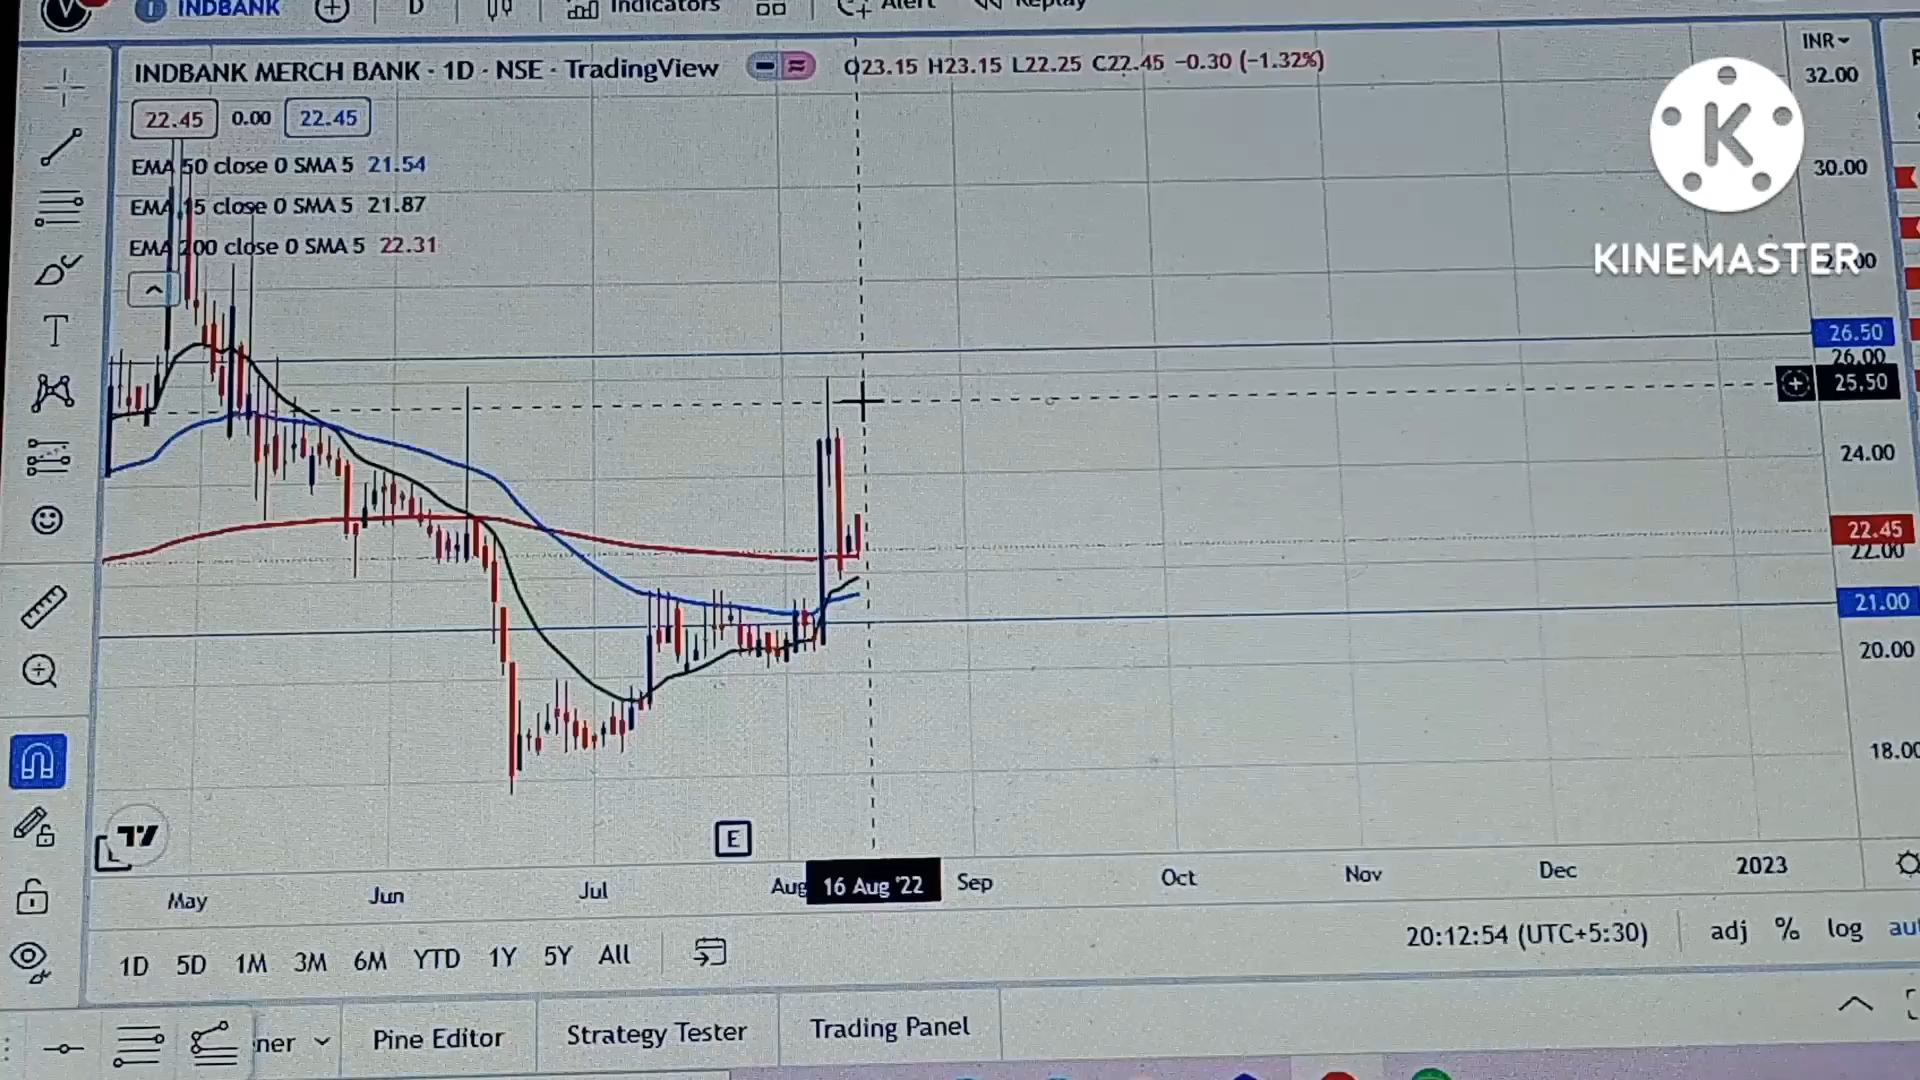 INDBANK D Indicators Alert Replay
INDBANK MERCH BANK · 1D · NSE · TradingView O23.15 H23.15 L22.25 C22.45 −0.30 (−1.32%)
INR
32.00
22.45 0.00 22.45
EMA 50 close 0 SMA 5 21.54
30.00
EMA 15 close 0 SMA 5 21.87
EMA 200 close 0 SMA 5 22.31
K
KINEMASTER
26.50
26.00
25.50
24.00
22.45
22.00
21.00
20.00
18.00
E
May Jun Jul Aug 16 Aug '22 Sep Oct Nov Dec 2023
1D 5D 1M 3M 6M YTD 1Y 5Y All
20:12:54 (UTC+5:30) adj % log
Pine Editor Strategy Tester Trading Panel